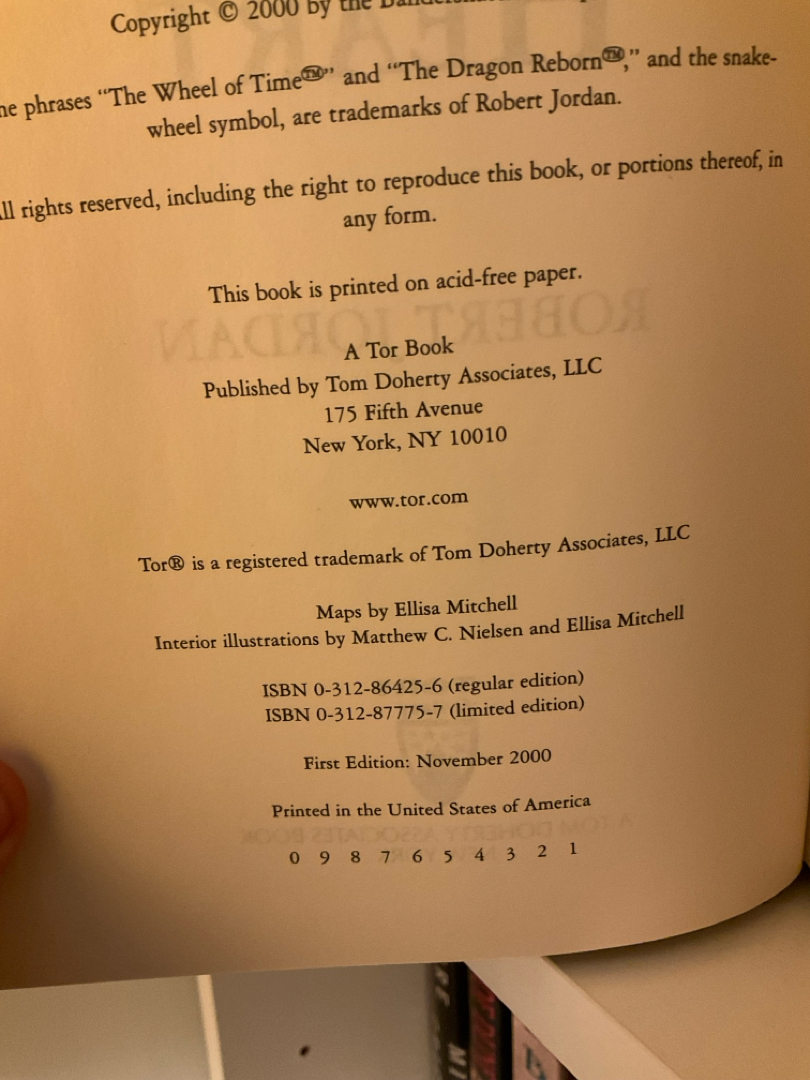 Copyright © 2000 by the
phrases “The Wheel of Time™” and “The Dragon Reborn™,” and the snake-
wheel symbol, are trademarks of Robert Jordan.
rights reserved, including the right to reproduce this book, or portions thereof, in
any form.
This book is printed on acid-free paper.
A Tor Book
Published by Tom Doherty Associates, LLC
175 Fifth Avenue
New York, NY 10010
www.tor.com
Tor® is a registered trademark of Tom Doherty Associates, LLC
Maps by Ellisa Mitchell
Interior illustrations by Matthew C. Nielsen and Ellisa Mitchell
ISBN 0-312-86425-6 (regular edition)
ISBN 0-312-87775-7 (limited edition)
First Edition: November 2000
Printed in the United States of America
0 9 8 7 6 5 4 3 2 1